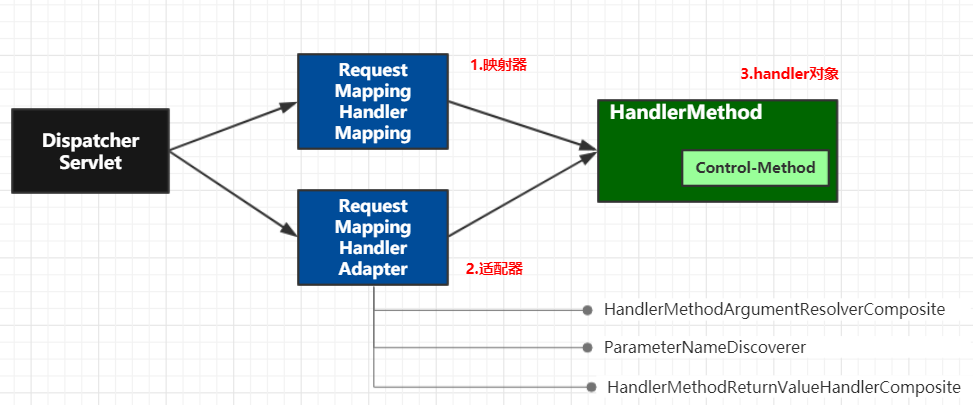 Dispatcher
Servlet
Request
Mapping
Handler
Mapping
1.映射器
Request
Mapping
Handler
Adapter
2.适配器
3.handler对象
HandlerMethod
Control-Method
HandlerMethodArgumentResolverComposite
ParameterNameDiscoverer
HandlerMethodReturnValueHandlerComposite